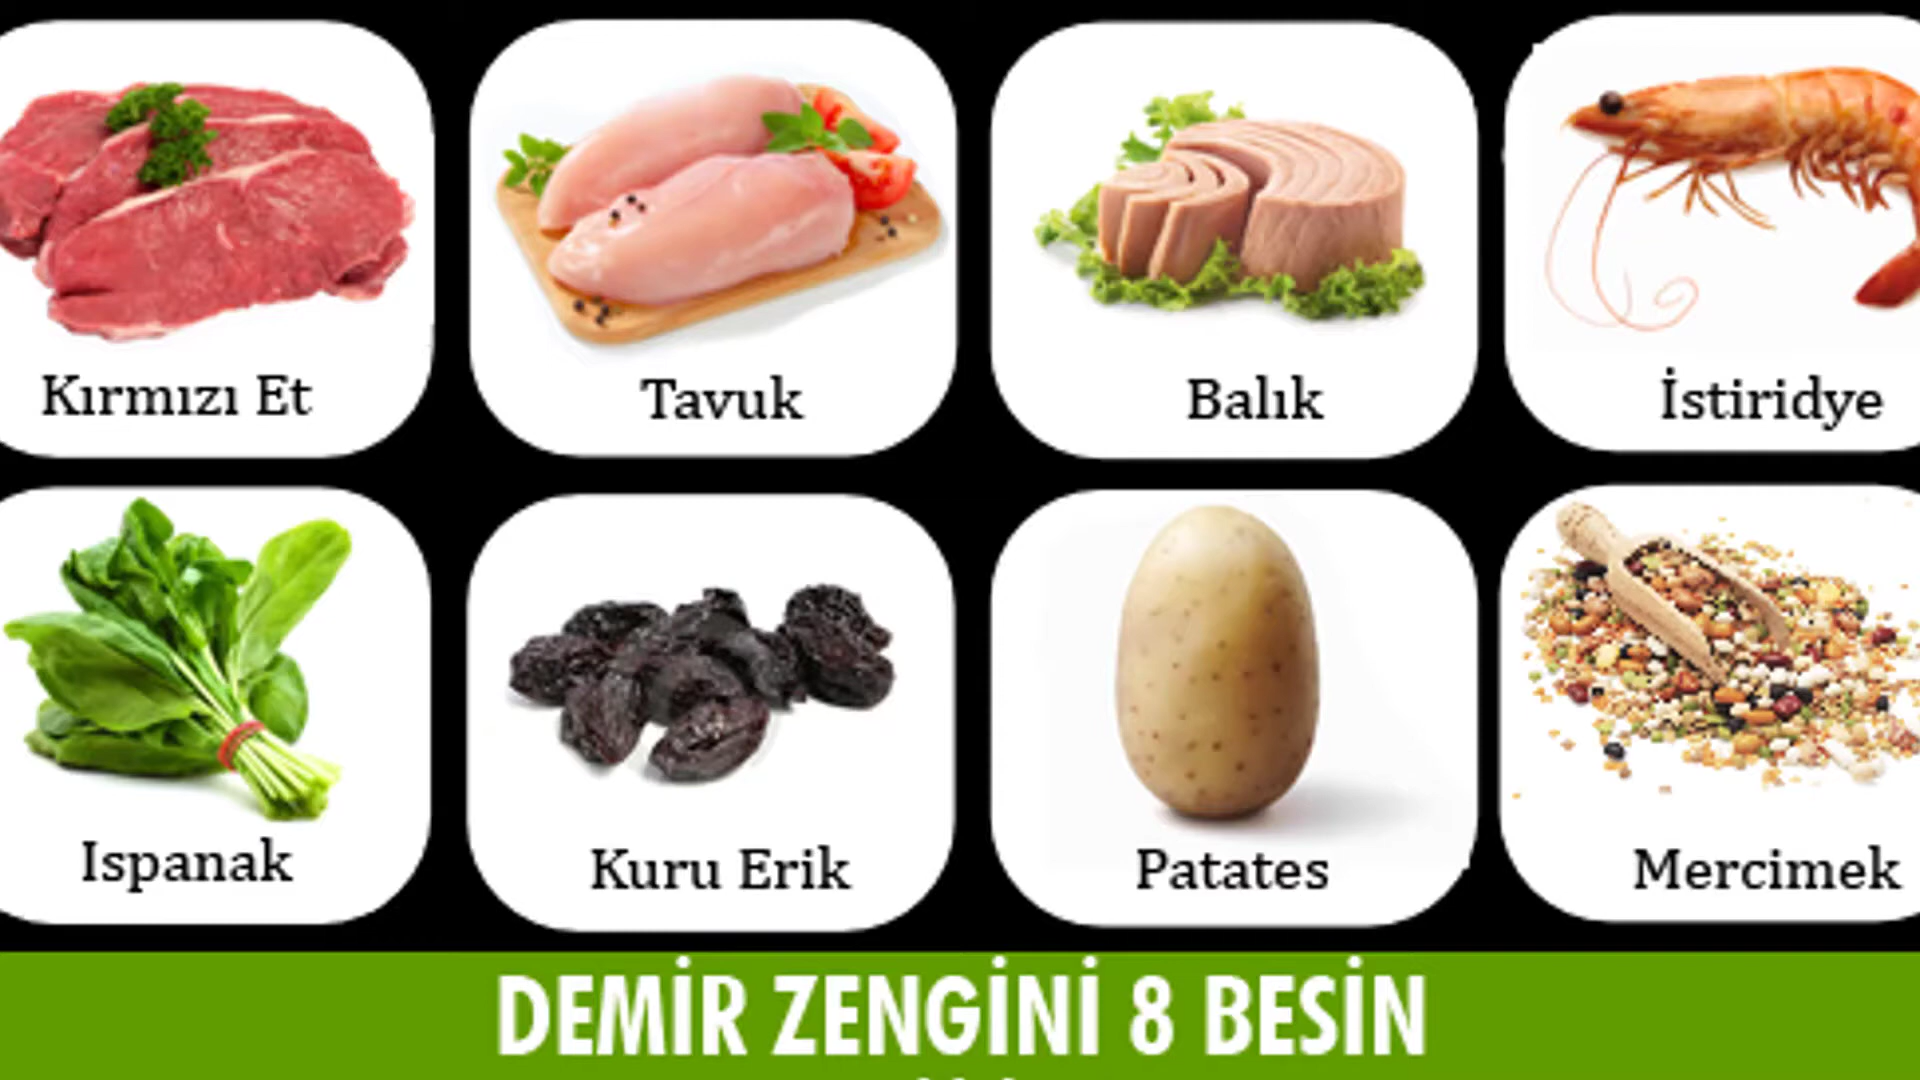 Kırmızı Et
Tavuk
Balık
İstiridye
Ispanak
Kuru Erik
Patates
Mercimek
DEMİR ZENGİNİ 8 BESİN